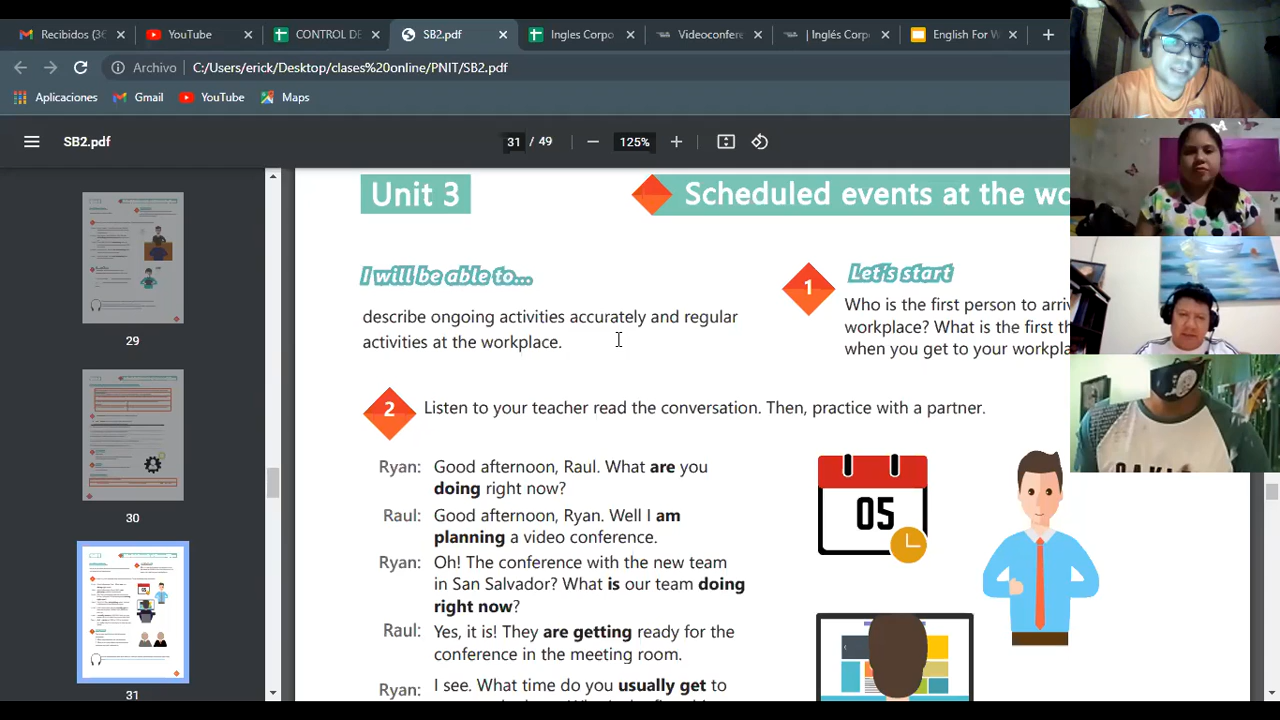 Recibidos (36
YouTube
CONTROL DE
SB2.pdf
Ingles Corpo
Videoconfere
Inglés Corp
English For W
Archivo
C:/Users/erick/Desktop/clases%20online/PNIT/SB2.pdf
Aplicaciones
Gmail
YouTube
Maps
SB2.pdf
31 / 49
125%
29
30
31
Unit 3
Scheduled events at the wo
I will be able to...
describe ongoing activities accurately and regular
activities at the workplace.
1
Let's start
Who is the first person to arri
workplace? What is the first th
when you get to your workpla
2
Listen to your teacher read the conversation. Then, practice with a partner.
Ryan: Good afternoon, Raul. What are you
doing right now?
Raul: Good afternoon, Ryan. Well I am
planning a video conference.
Ryan: Oh! The conference with the new team
in San Salvador? What is our team doing
right now?
Raul: Yes, it is! They are getting ready for the
conference in the meeting room.
Ryan: I see. What time do you usually get to
05